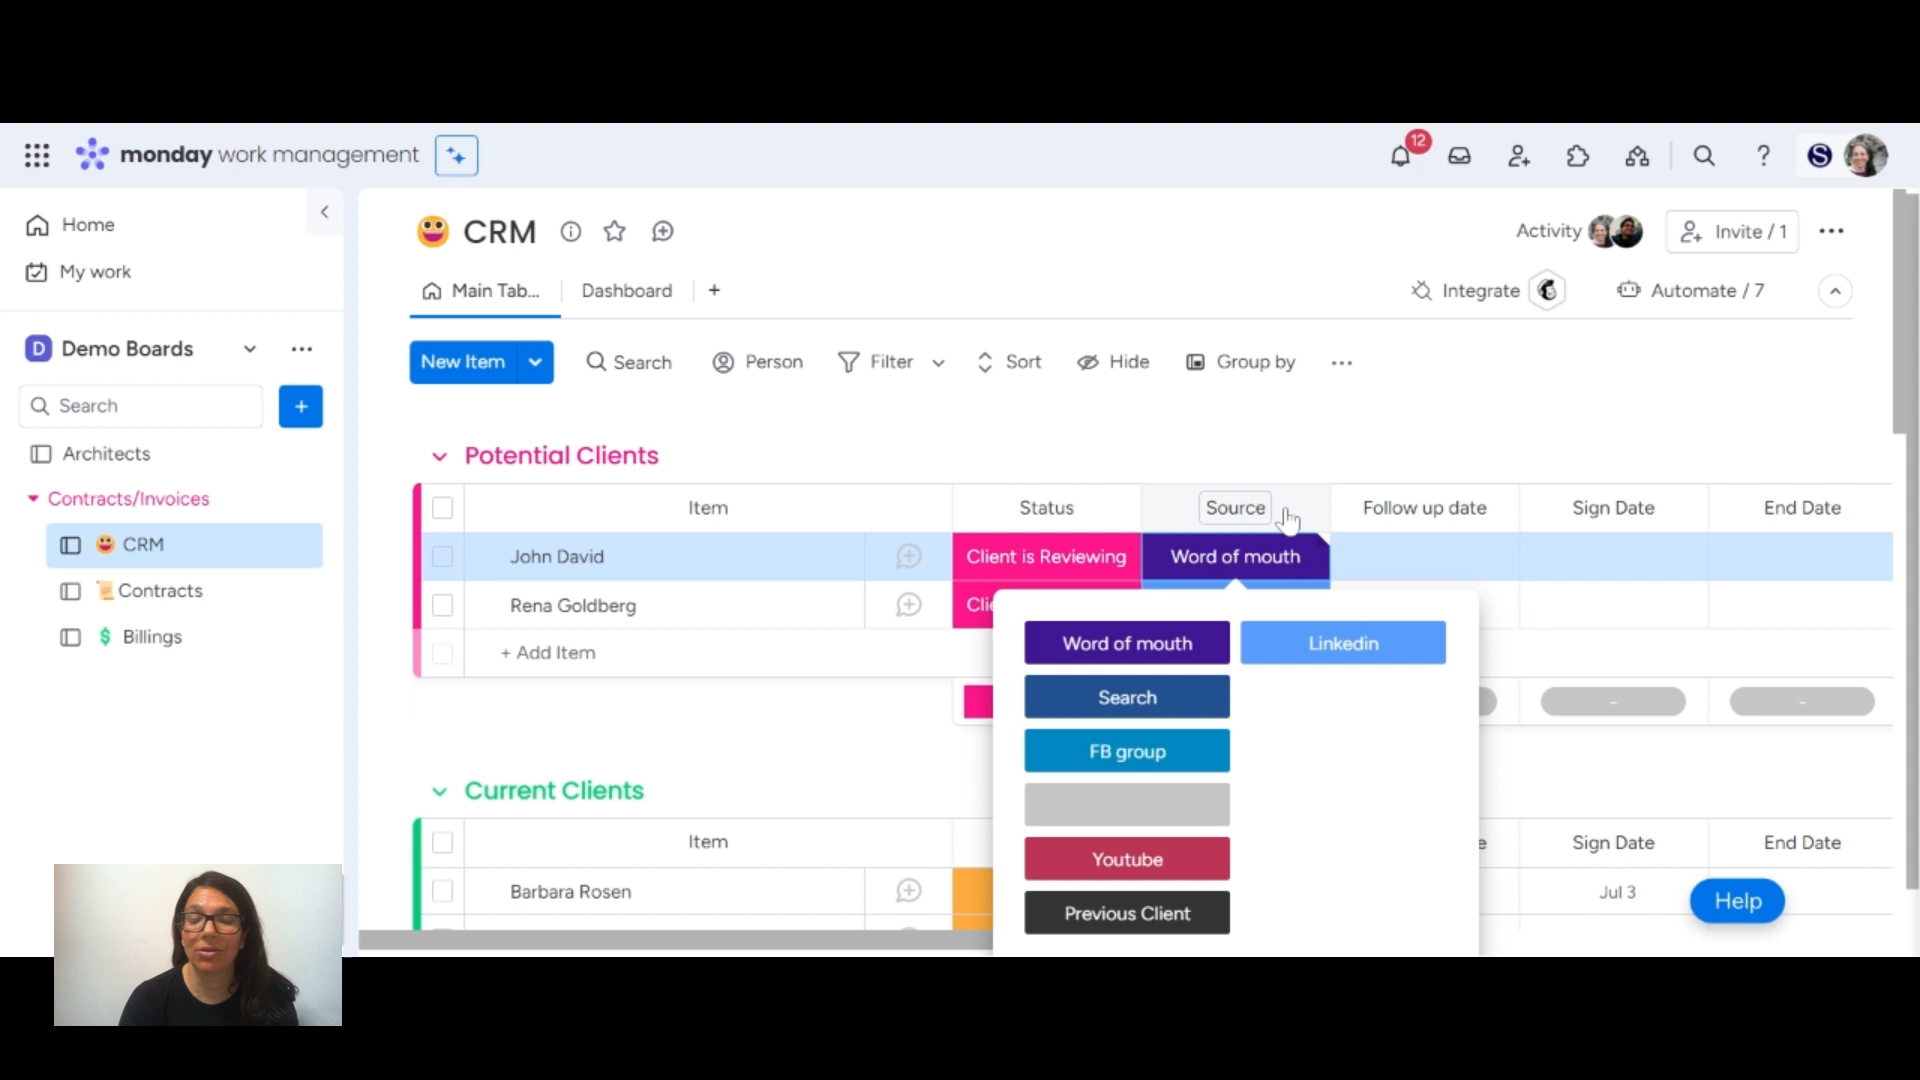 monday work management
12
Home
My work
D Demo Boards
Search
+
Architects
Contracts/Invoices
CRM
Contracts
$ Billings
CRM
Activity
Invite / 1
Main Tab...
Dashboard
+
Integrate
Automate / 7
New Item
Search
Person
Filter
Sort
Hide
Group by
Potential Clients
Item Status Source Follow up date Sign Date End Date
John David Client is Reviewing Word of mouth
Rena Goldberg Clie
+ Add Item
- -
Word of mouth Linkedin
Search
FB group
Youtube
Previous Client
Current Clients
Item e Sign Date End Date
Barbara Rosen Jul 3
Help